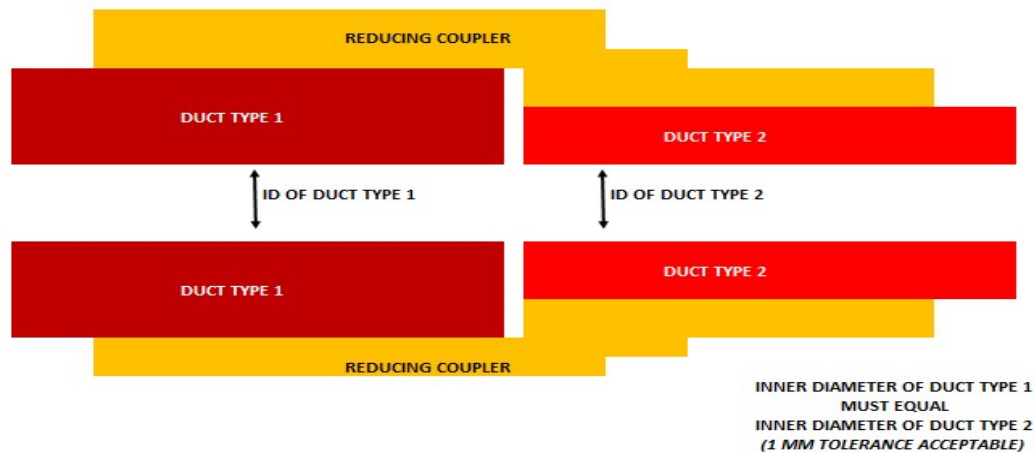 REDUCING COUPLER
DUCT TYPE 1
DUCT TYPE 2
ID OF DUCT TYPE 1
ID OF DUCT TYPE 2
DUCT TYPE 1
DUCT TYPE 2
REDUCING COUPLER
INNER DIAMETER OF DUCT TYPE 1
MUST EQUAL
INNER DIAMETER OF DUCT TYPE 2
(1 MM TOLERANCE ACCEPTABLE)